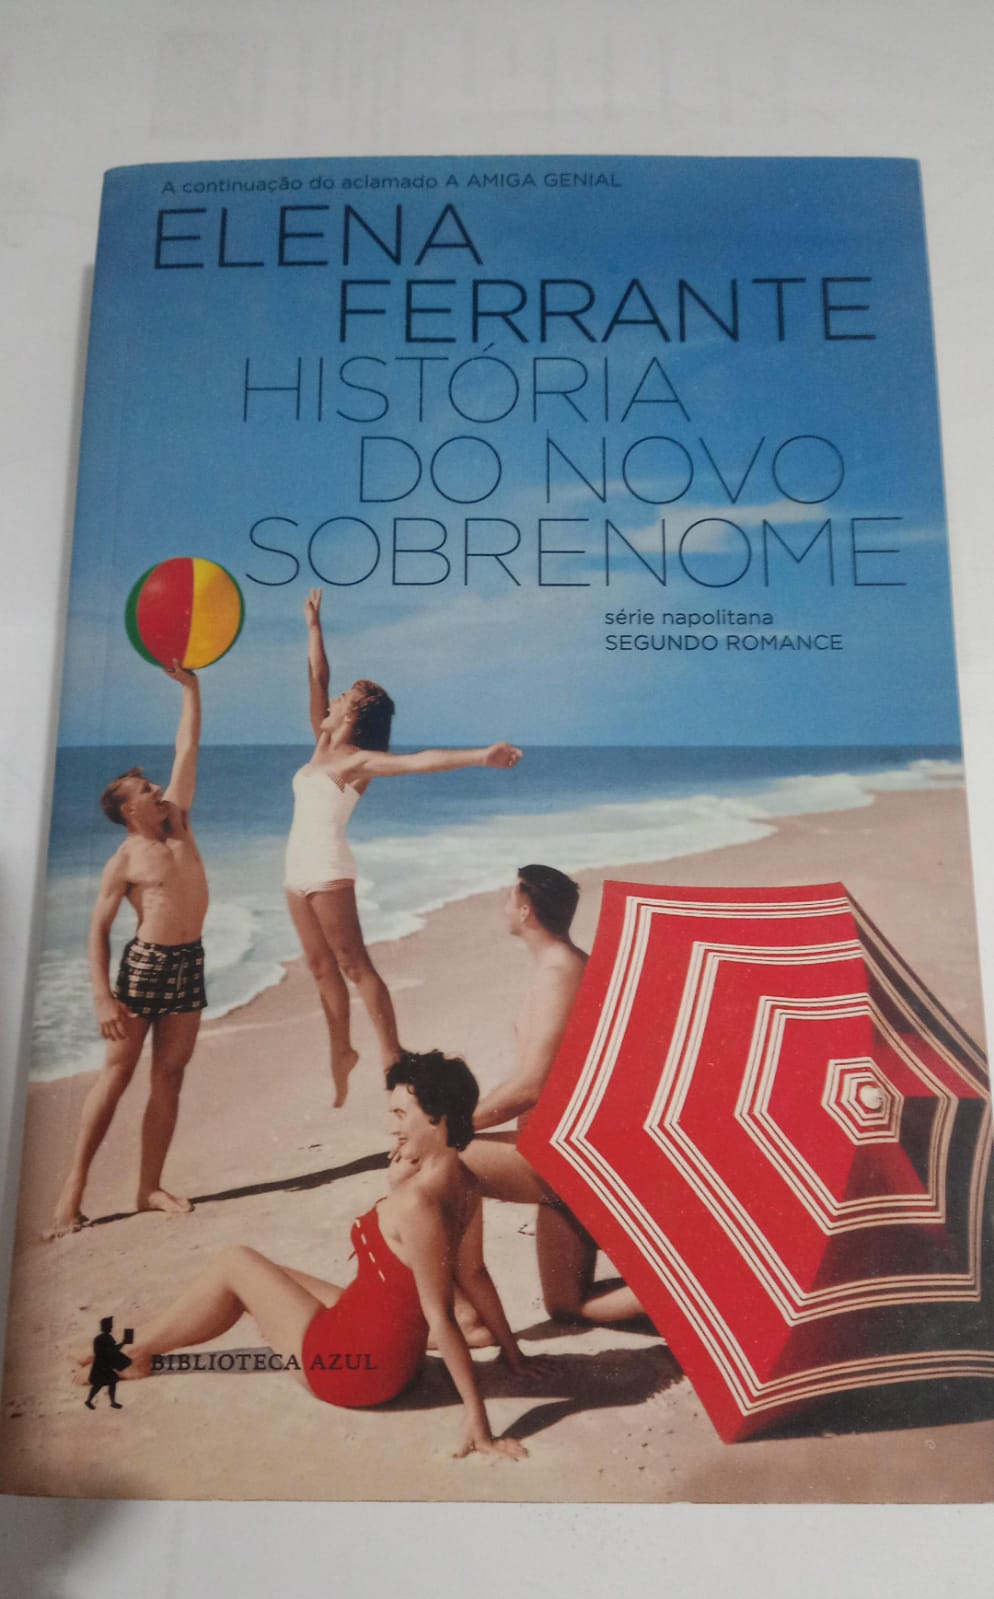 A continuação do aclamado A AMIGA GENIAL
ELENA
FERRANTE
HISTÓRIA
DO NOVO
SOBRENOME
série napolitana
SEGUNDO ROMANCE
BIBLIOTECA AZUL